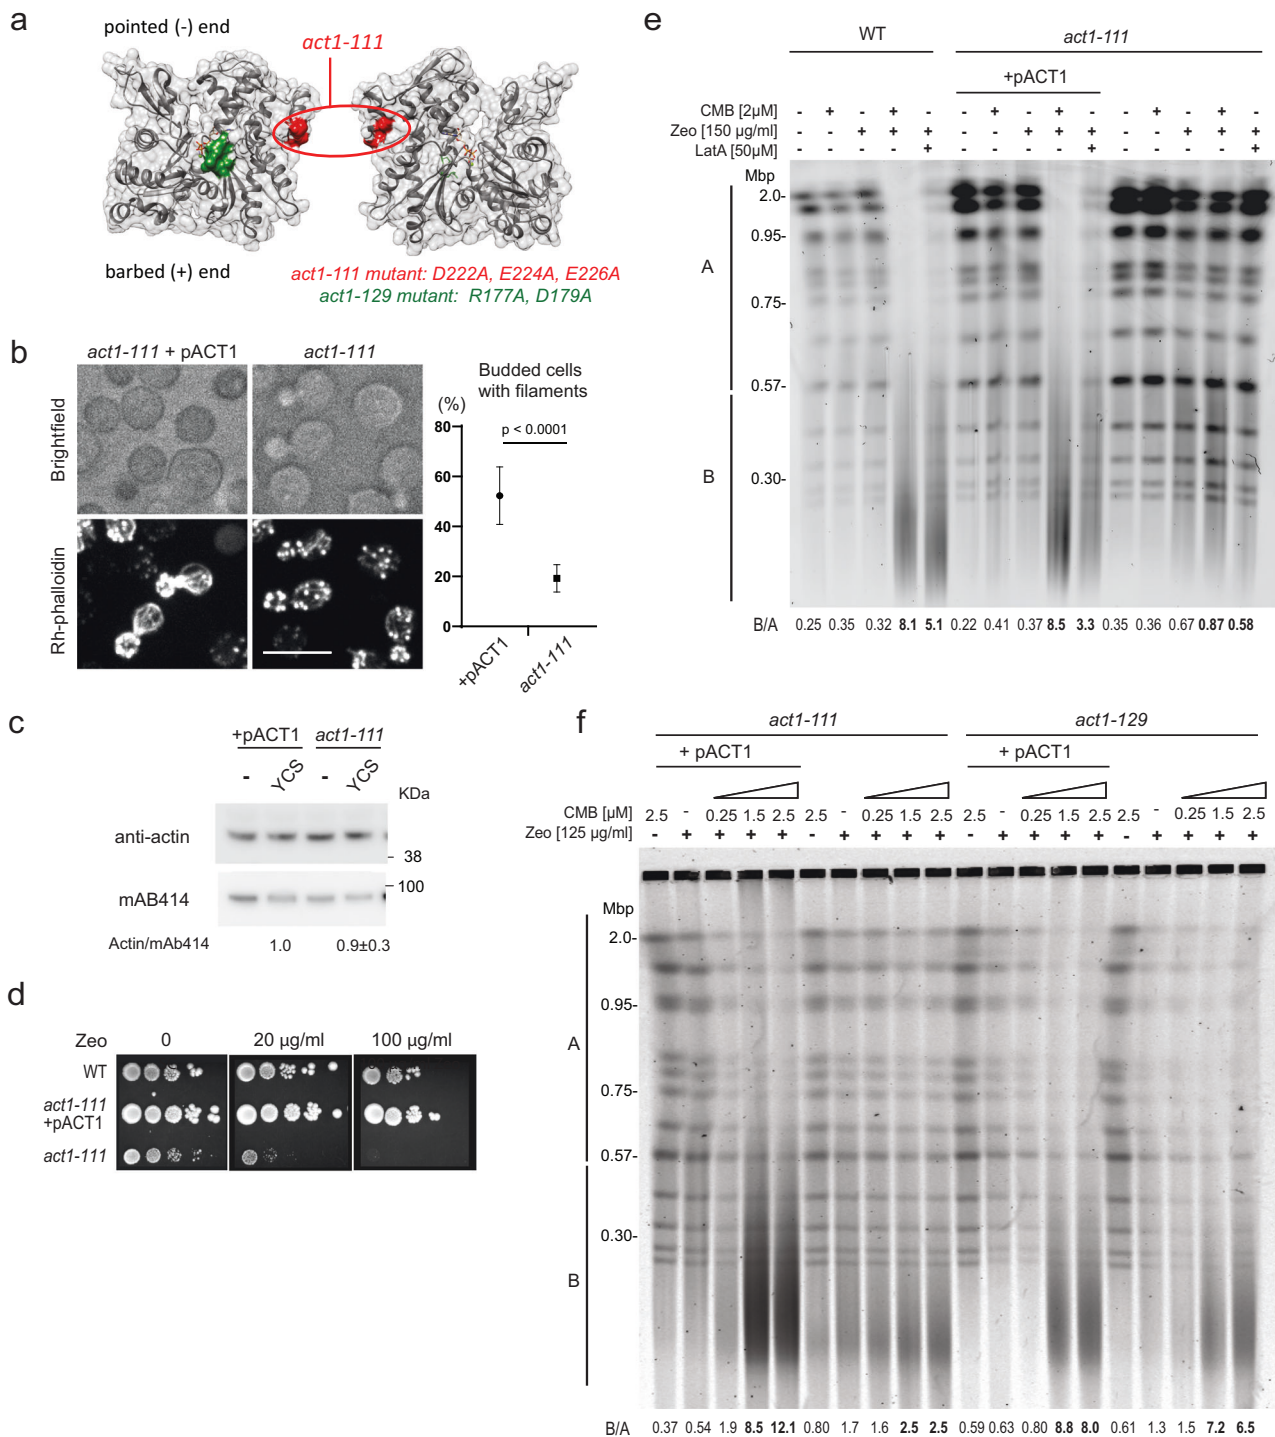 a
pointed (-) end
act1-111
barbed (+) end
act1-111 mutant: D222A, E224A, E226A
act1-129 mutant: R177A, D179A
b
act1-111 + pACT1
act1-111
Brightfield
Rh-phalloidin
Budded cells
with filaments
(%)
p < 0.0001
80
60
40
20
0
+pACT1
act1-111
c
+pACT1
act1-111
- YCS - YCS
KDa
anti-actin
38
mAB414
100
Actin/mAb414 1.0 0.9±0.3
d
Zeo 0 20 µg/ml 100 µg/ml
WT
act1-111
+pACT1
act1-111
e
WT
act1-111
+pACT1
CMB [2µM] - + - + - + - + - + - +
Zeo [150 µg/ml] - - + + + - - + + + - - + + +
LatA [50µM] + + +
Mbp
2.0-
0.95-
0.75-
0.57-
0.30-
A
B
B/A 0.25 0.35 0.32 8.1 5.1 0.22 0.41 0.37 8.5 3.3 0.35 0.36 0.67 0.87 0.58
f
act1-111
act1-129
+ pACT1
+ pACT1
CMB [µM] 2.5 - 0.25 1.5 2.5 2.5 - 0.25 1.5 2.5 2.5 - 0.25 1.5 2.5 2.5 - 0.25 1.5 2.5
Zeo [125 µg/ml] - + + + + - + + + + - + + + + - + + + +
Mbp
2.0-
0.95-
0.75-
0.57-
0.30-
A
B
B/A 0.37 0.54 1.9 8.5 12.1 0.80 1.7 1.6 2.5 2.5 0.59 0.63 0.80 8.8 8.0 0.61 1.3 1.5 7.2 6.5